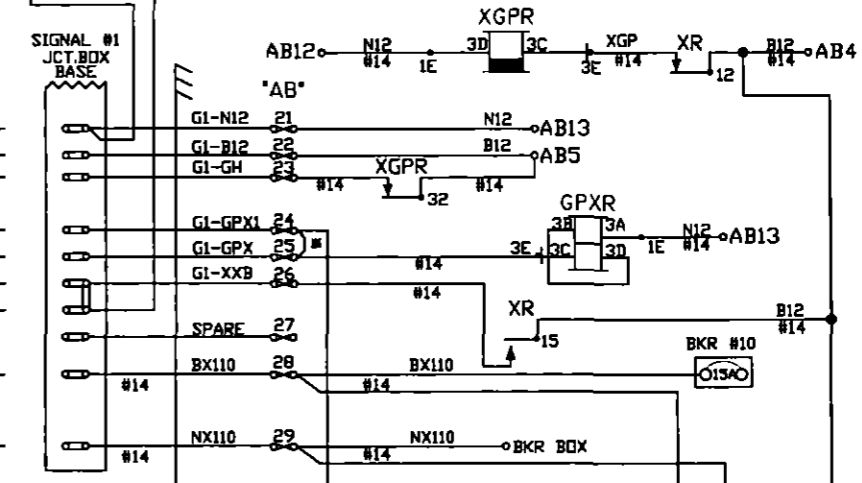 XGPR
SIGNAL #1
JCT.BOX
BASE
AB12 N12 #14 1E 3D 3C 3E XGP #14 XR 12 B12 #14 AB4
"AB"
G1-N12 21 N12 AB13
G1-B12 22 B12 AB5
G1-GH 23 #14 XGPR 32 #14
GPXR
G1-GPX1 24 * 3B 3A N12 #14 AB13
G1-GPX 25 #14 3E 3C 3D 1E
G1-XXB 26 #14
XR 15 B12 #14
SPARE 27
BKR #10
#14 BX110 28 BX110 #14 15A
#14 NX110 29 NX110 #14 BKR BOX